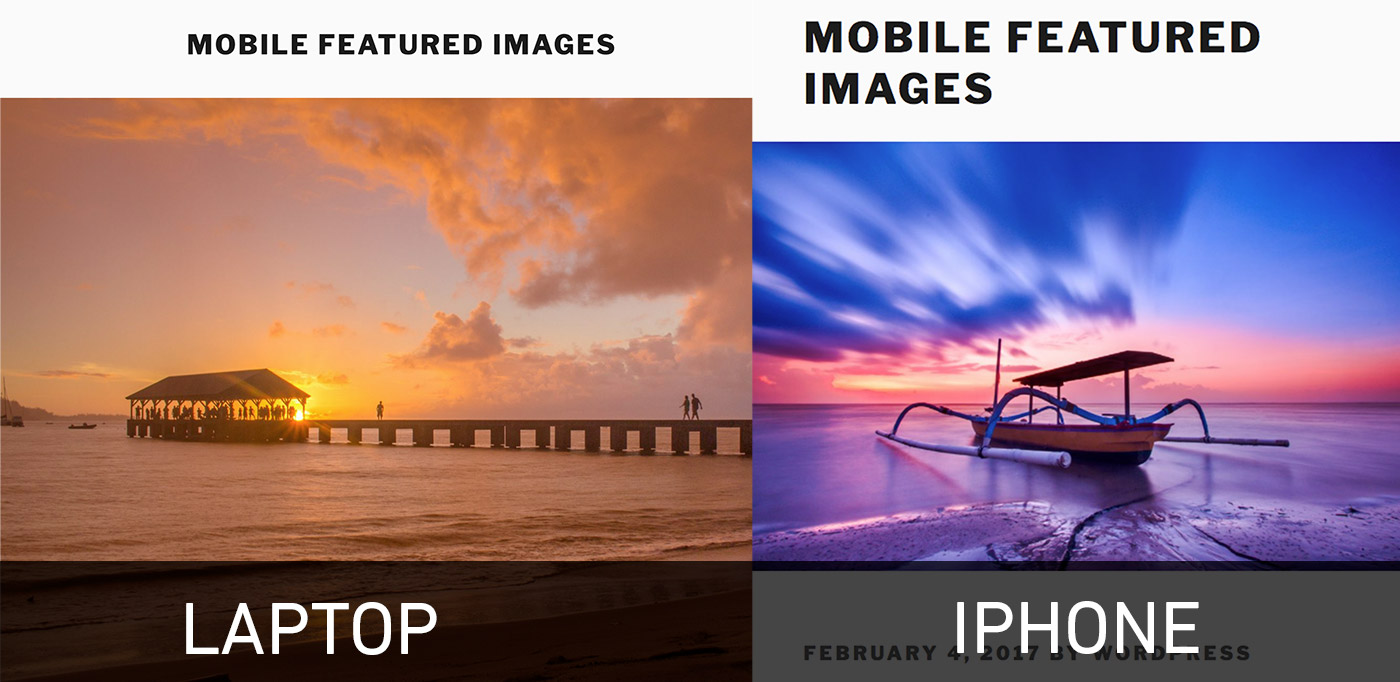 MOBILE FEATURED IMAGES
LAPTOP
MOBILE FEATURED
IMAGES
IPHONE
FEBRUARY 4, 2017 BY WORDPRESS